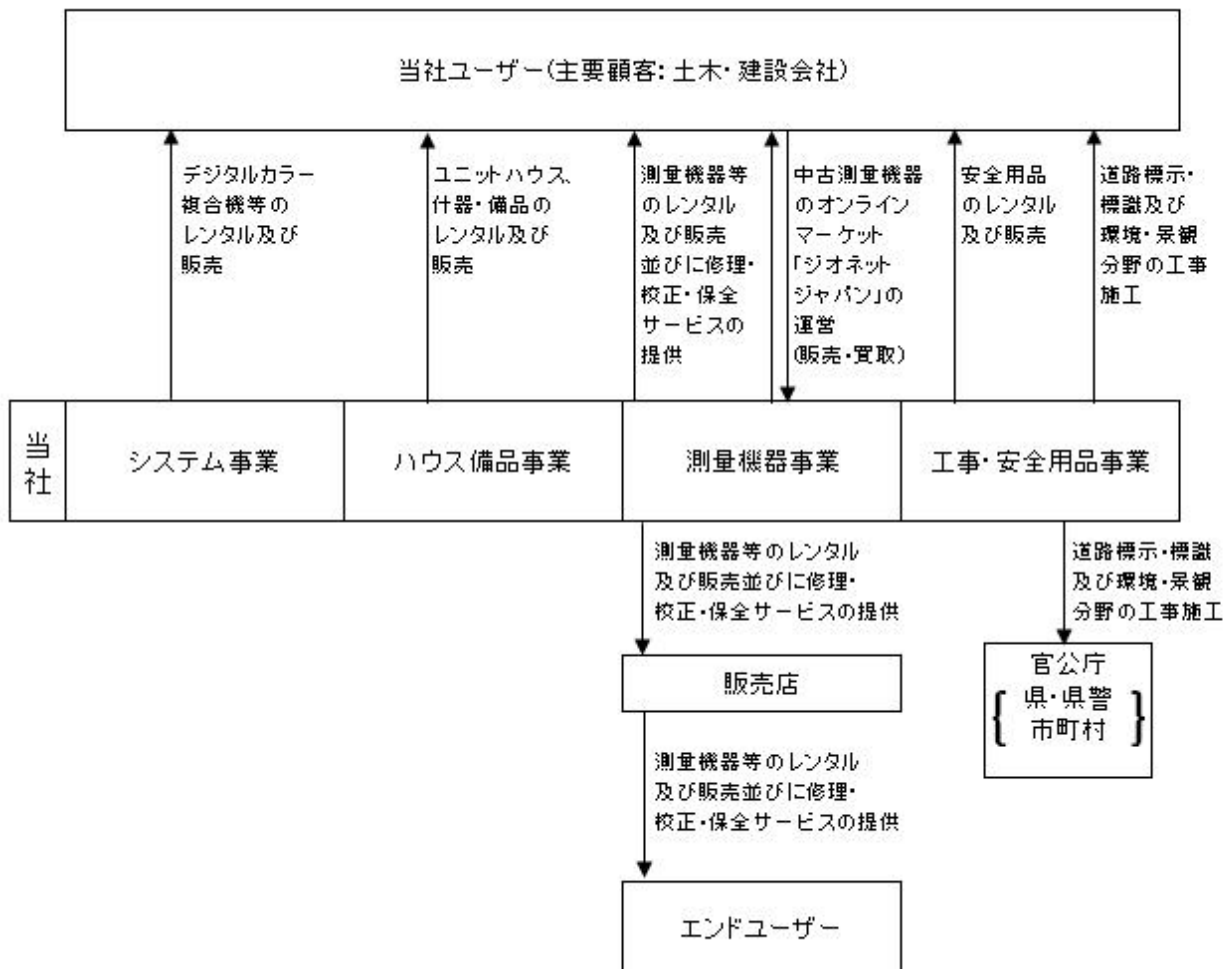 当社ユーザー(主要顧客:土木・建設会社)
デジタルカラー
複合機等の
レンタル及び
販売
ユニットハウス、
什器・備品の
レンタル及び
販売
測量機器等
のレンタル
及び販売
並びに修理・
校正・保全
サービスの
提供
中古測量機器
のオンライン
マーケット
「ジオネット
ジャパン」の
運営
(販売・買取)
安全用品
のレンタル
及び販売
道路標示・
標識及び
環境・景観
分野の工事
施工
当社
システム事業
ハウス備品事業
測量機器事業
工事・安全用品事業
測量機器等のレンタル
及び販売並びに修理・
校正・保全サービスの提供
道路標示・標識
及び環境・景観
分野の工事施工
販売店
官公庁
県・県警
市町村
測量機器等のレンタル
及び販売並びに修理・
校正・保全サービスの提供
エンドユーザー